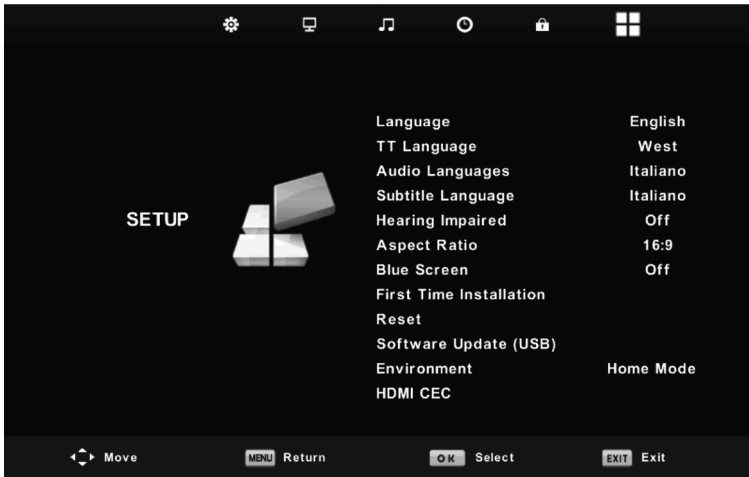 SETUP
Language English
TT Language West
Audio Languages Italiano
Subtitle Language Italiano
Hearing Impaired Off
Aspect Ratio 16:9
Blue Screen Off
First Time Installation
Reset
Software Update (USB)
Environment Home Mode
HDMI CEC
Move MENU Return OK Select EXIT Exit